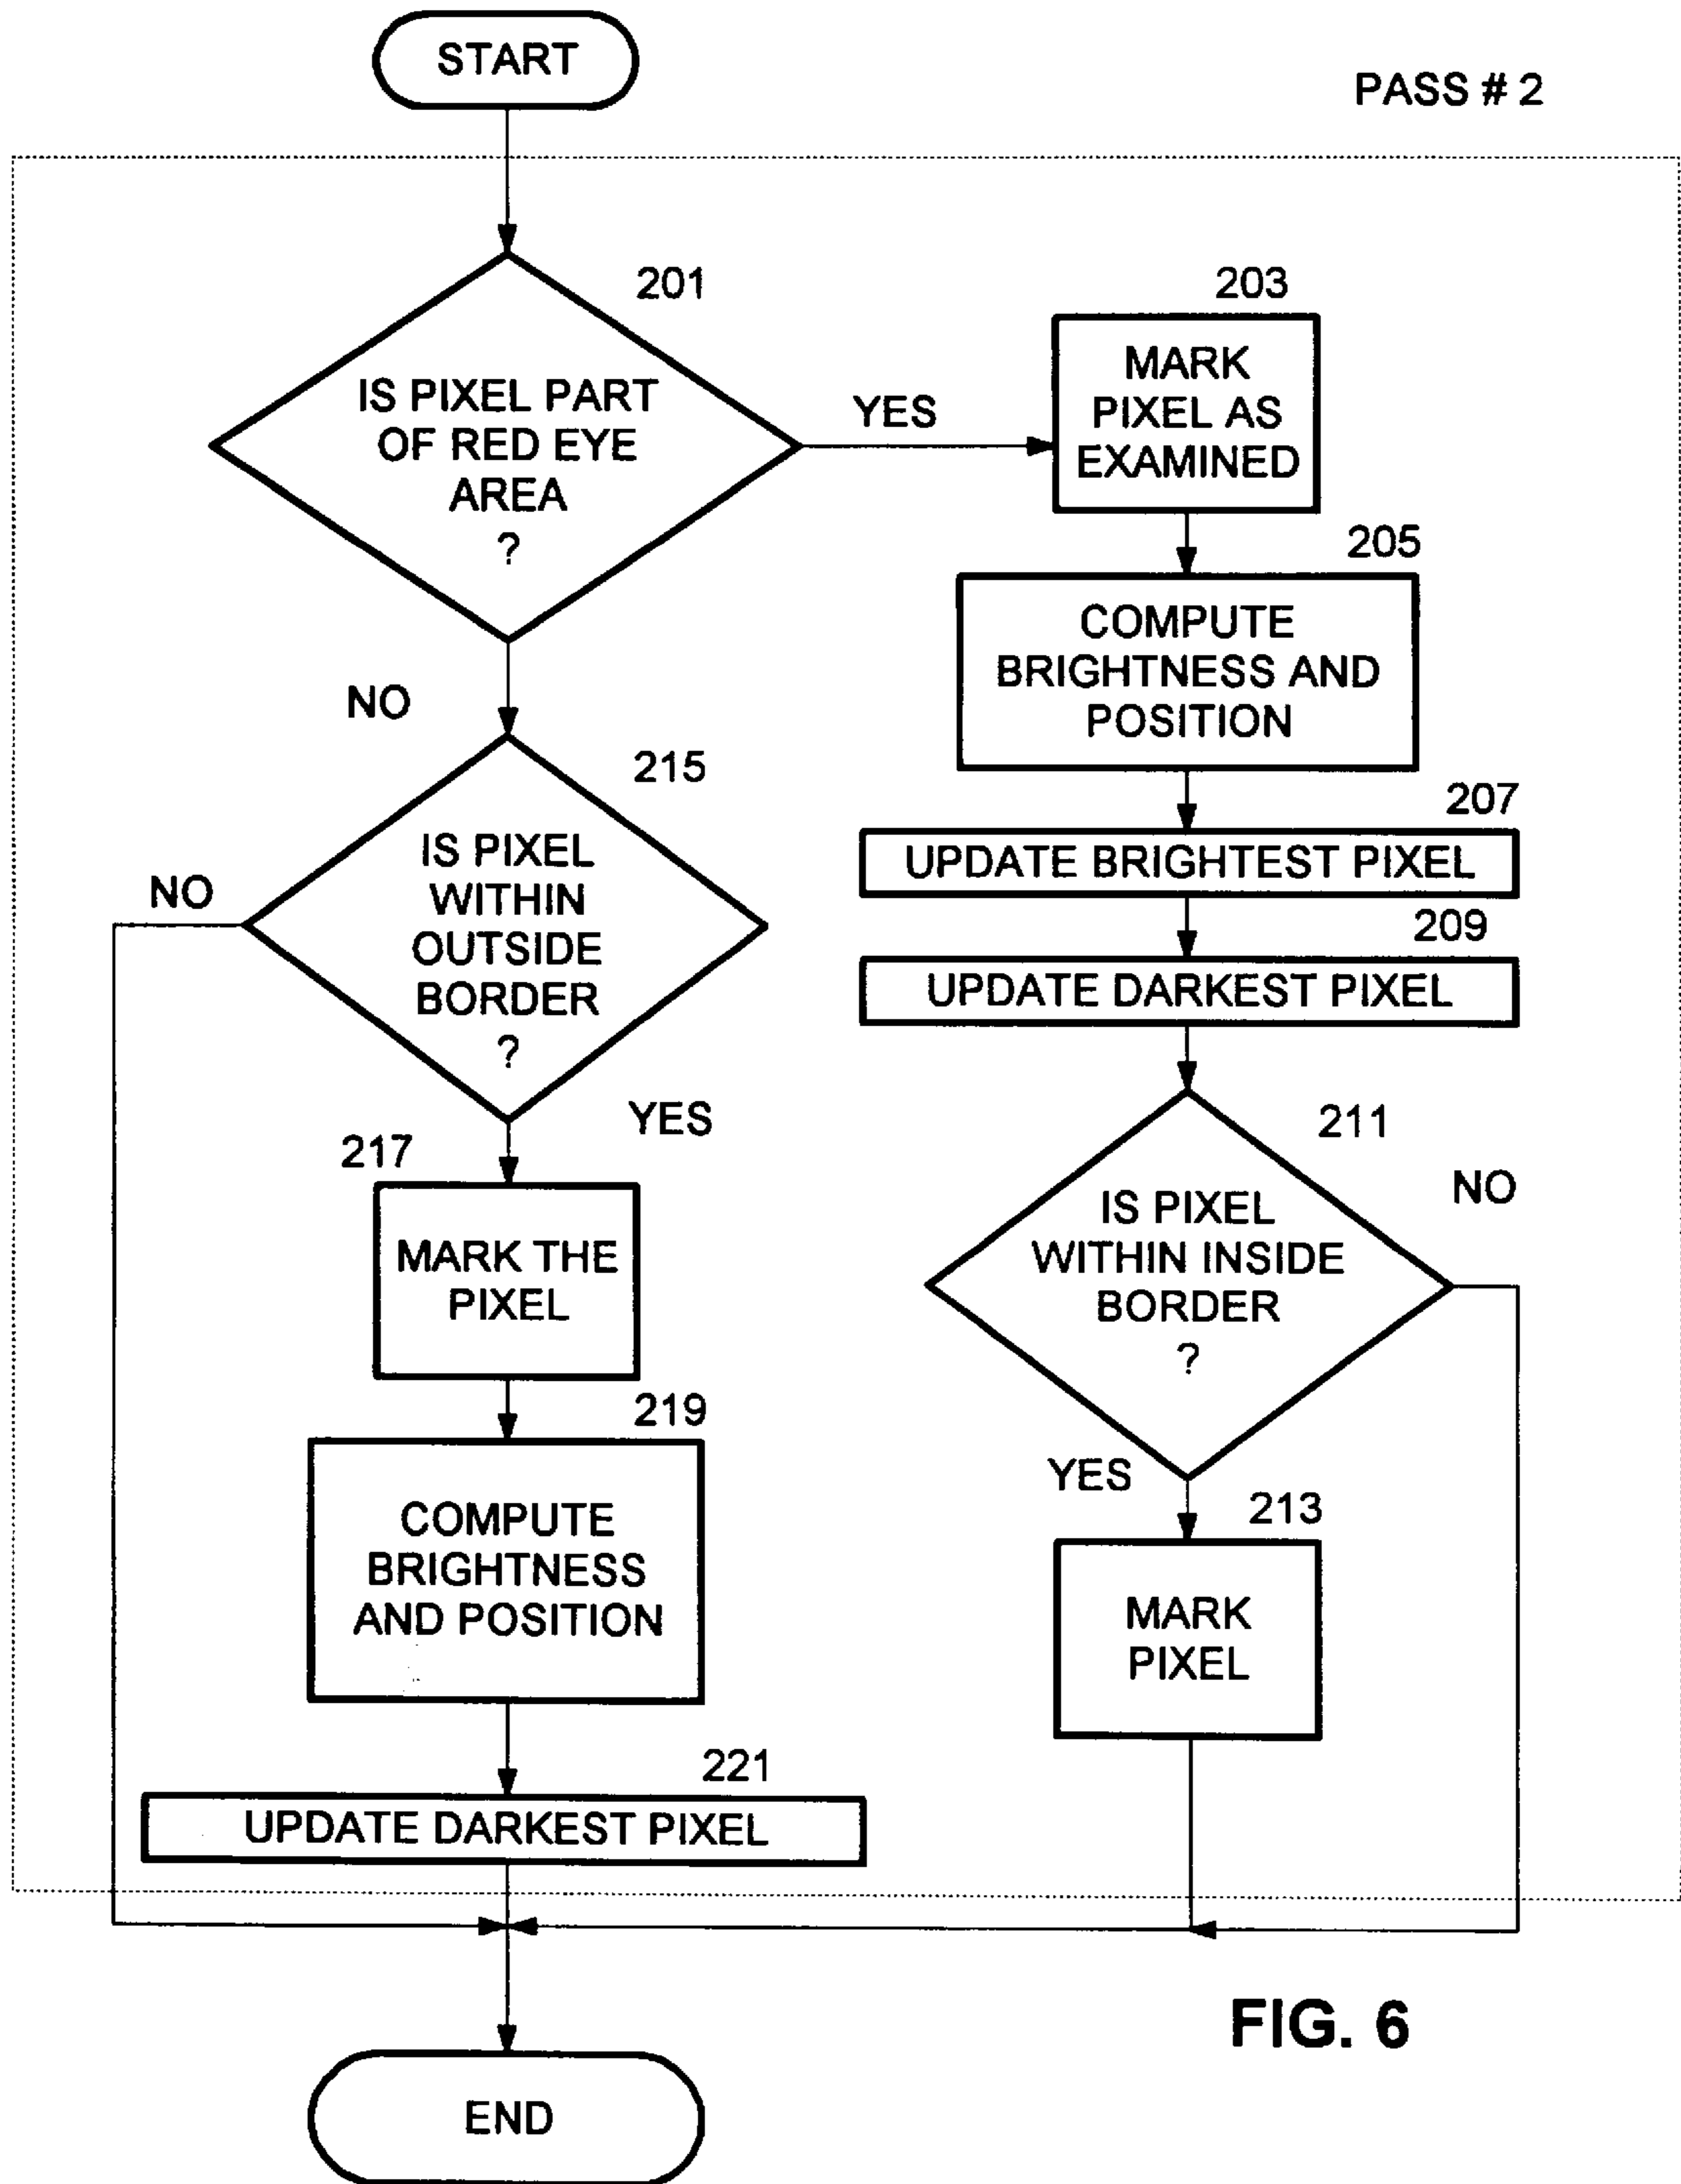 START
PASS # 2
201
IS PIXEL PART
OF RED EYE
AREA
?
YES
203
MARK
PIXEL AS
EXAMINED
205
COMPUTE
BRIGHTNESS AND
POSITION
207
UPDATE BRIGHTEST PIXEL
209
UPDATE DARKEST PIXEL
211
IS PIXEL
WITHIN INSIDE
BORDER
?
NO
YES
213
MARK
PIXEL
NO
215
IS PIXEL
WITHIN
OUTSIDE
BORDER
?
NO
YES
217
MARK THE
PIXEL
219
COMPUTE
BRIGHTNESS
AND POSITION
221
UPDATE DARKEST PIXEL
END
FIG. 6